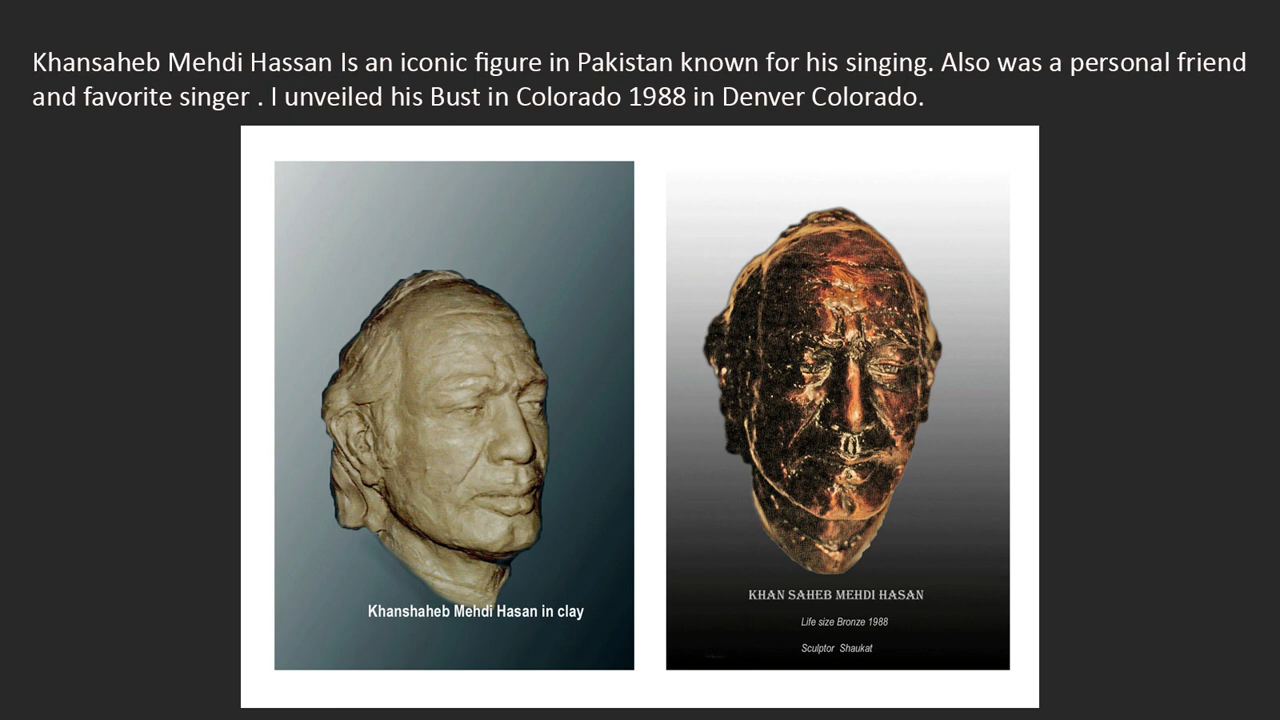 Khansaheb Mehdi Hassan Is an iconic figure in Pakistan known for his singing. Also was a personal friend
and favorite singer . I unveiled his Bust in Colorado 1988 in Denver Colorado.
Khanshaheb Mehdi Hasan in clay
KHAN SAHEB MEHDI HASAN
Life size Bronze 1988
Sculptor Shaukat